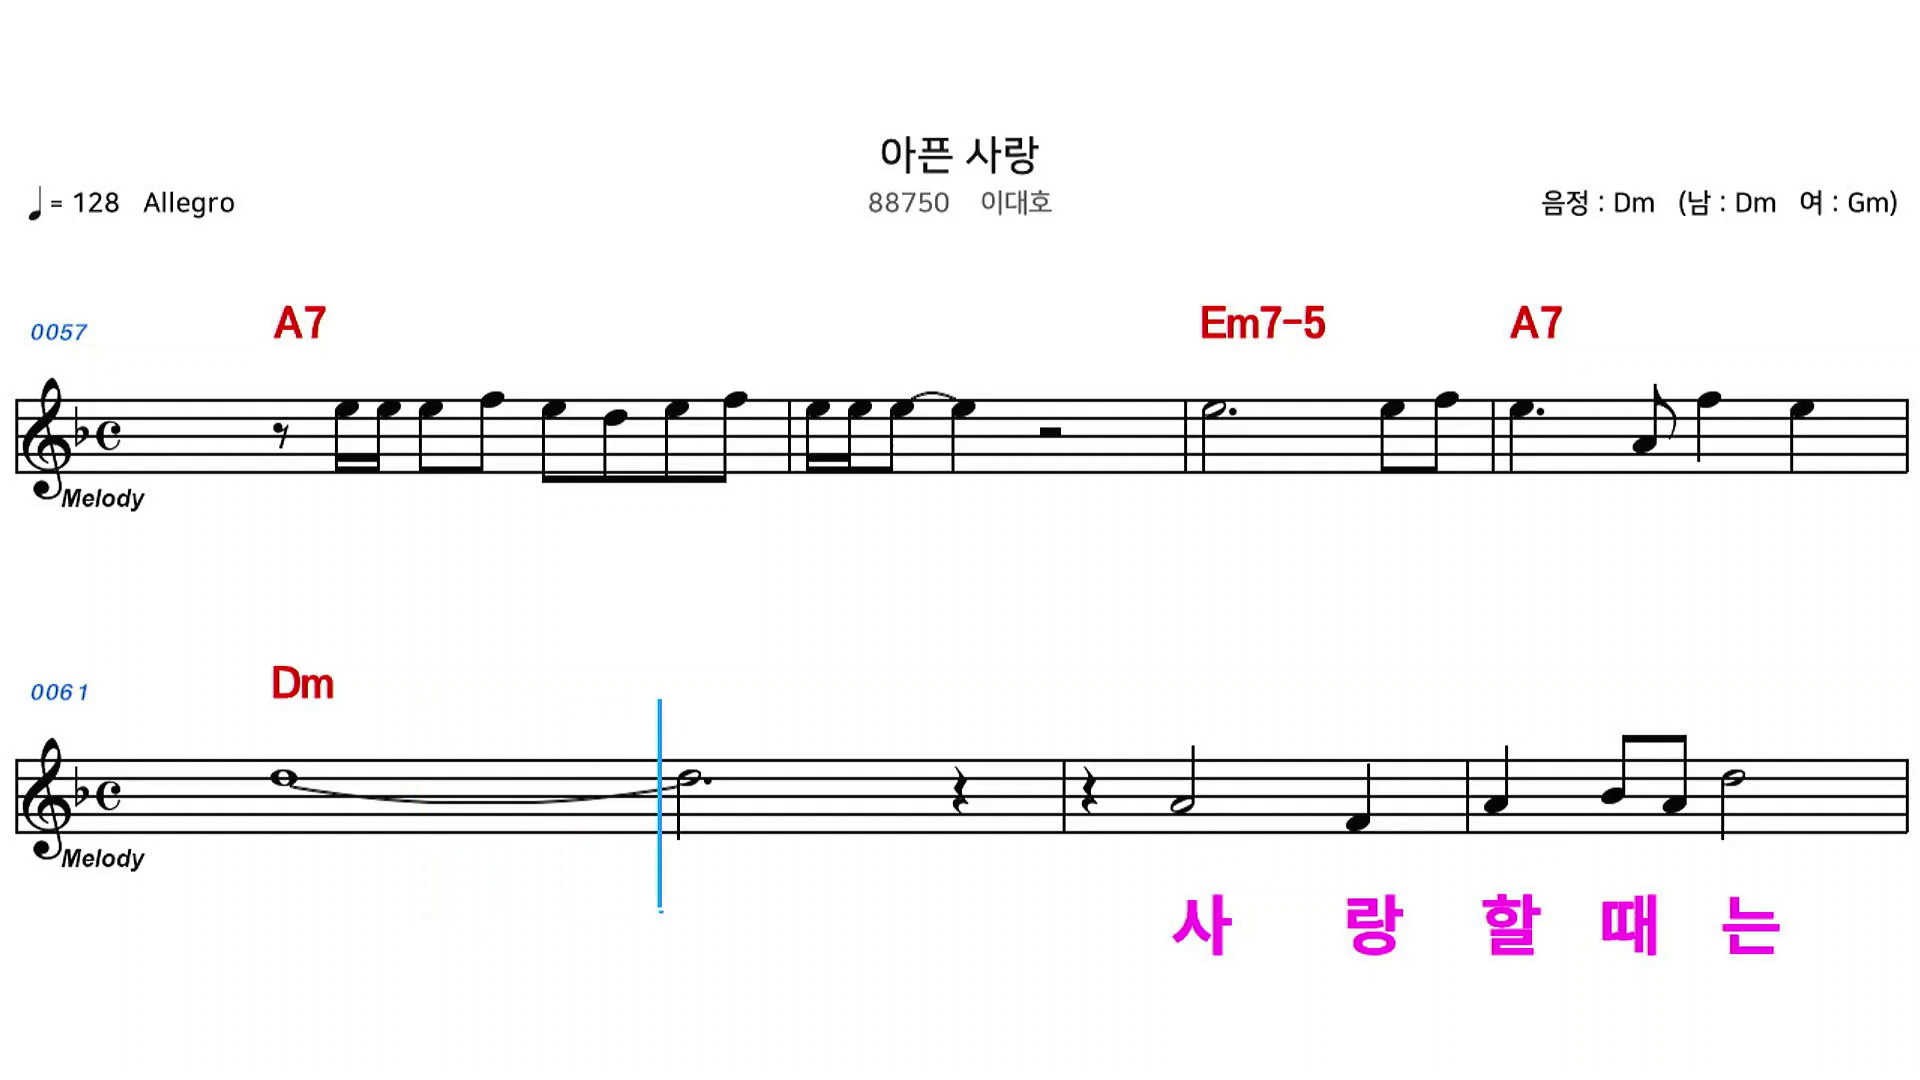 아픈 사랑
= 128 Allegro 88750 이대호 음정 : Dm (남 : Dm 여 : Gm)
0057 A7 Em7-5 A7
Melody
0061 Dm
Melody
사 랑 할 때 는